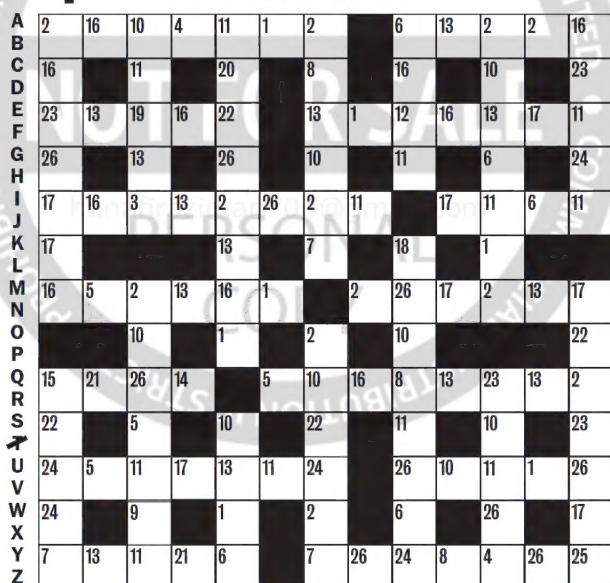 A 2 16 10 4 11 1 2 6 13 2 2 16
B
C 16 11 20 8 16 10 23
D
E 23 13 19 16 22 13 1 12 16 13 17 11
F
NOT FOR SALE
G 26 13 26 10 11 6 24
H
I 17 16 3 13 2 26 2 11 17 11 6 11
J
PERSONAL
K 17 13 7 18 1
L
COPY
M 16 5 2 13 16 1 2 26 17 2 13 17
N
O 10 1 2 10 22
P
Q 15 21 26 14 5 10 16 8 13 23 13 2
R
S 22 5 10 22 11 10 23
T
U 24 5 11 17 13 11 24 26 10 11 1 26
V
W 24 9 1 2 6 26 17
X
Y 7 13 11 21 6 7 26 24 8 4 26 25
Z